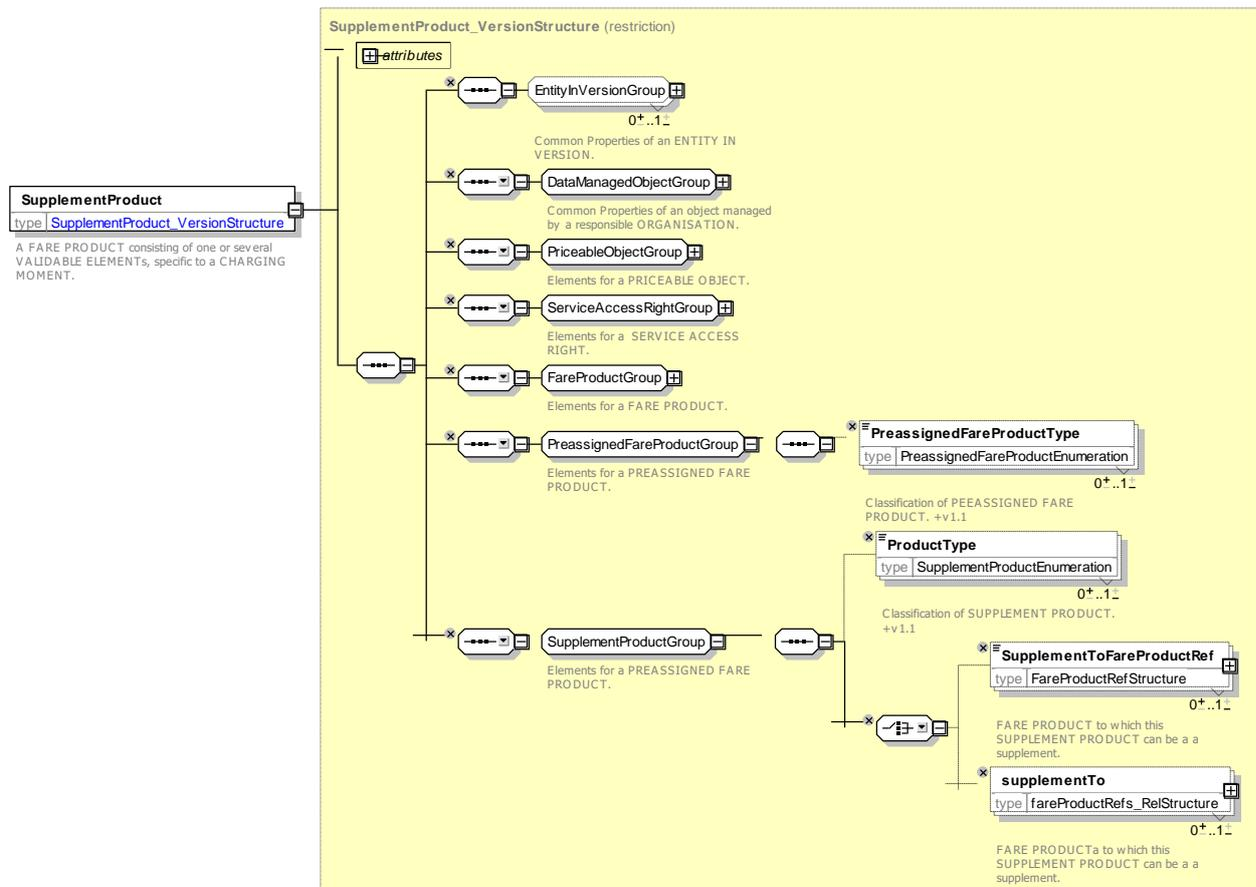 SupplementProduct_VersionStructure (restriction)
attributes
EntityInVersionGroup
0..1
Common Properties of an ENTITY IN
VERSION.
DataManagedObjectGroup
Common Properties of an object managed
by a responsible ORGANISATION.
SupplementProduct
type SupplementProduct_VersionStructure
A FARE PRODUCT consisting of one or several
VALIDABLE ELEMENTs, specific to a CHARGING
MOMENT.
PriceableObjectGroup
Elements for a PRICEABLE OBJECT.
ServiceAccessRightGroup
Elements for a SERVICE ACCESS
RIGHT.
FareProductGroup
Elements for a FARE PRODUCT.
PreassignedFareProductGroup
Elements for a PREASSIGNED FARE
PRODUCT.
PreassignedFareProductType
type PreassignedFareProductEnumeration
0..1
Classification of PEEASSIGNED FARE
PRODUCT. +v1.1
ProductType
type SupplementProductEnumeration
0..1
Classification of SUPPLEMENT PRODUCT.
+v1.1
SupplementProductGroup
Elements for a PREASSIGNED FARE
PRODUCT.
SupplementToFareProductRef
type FareProductRefStructure
0..1
FARE PRODUCT to which this
SUPPLEMENT PRODUCT can be a a
supplement.
supplementTo
type fareProductRefs_RelStructure
0..1
FARE PRODUCTa to which this
SUPPLEMENT PRODUCT can be a a
supplement.